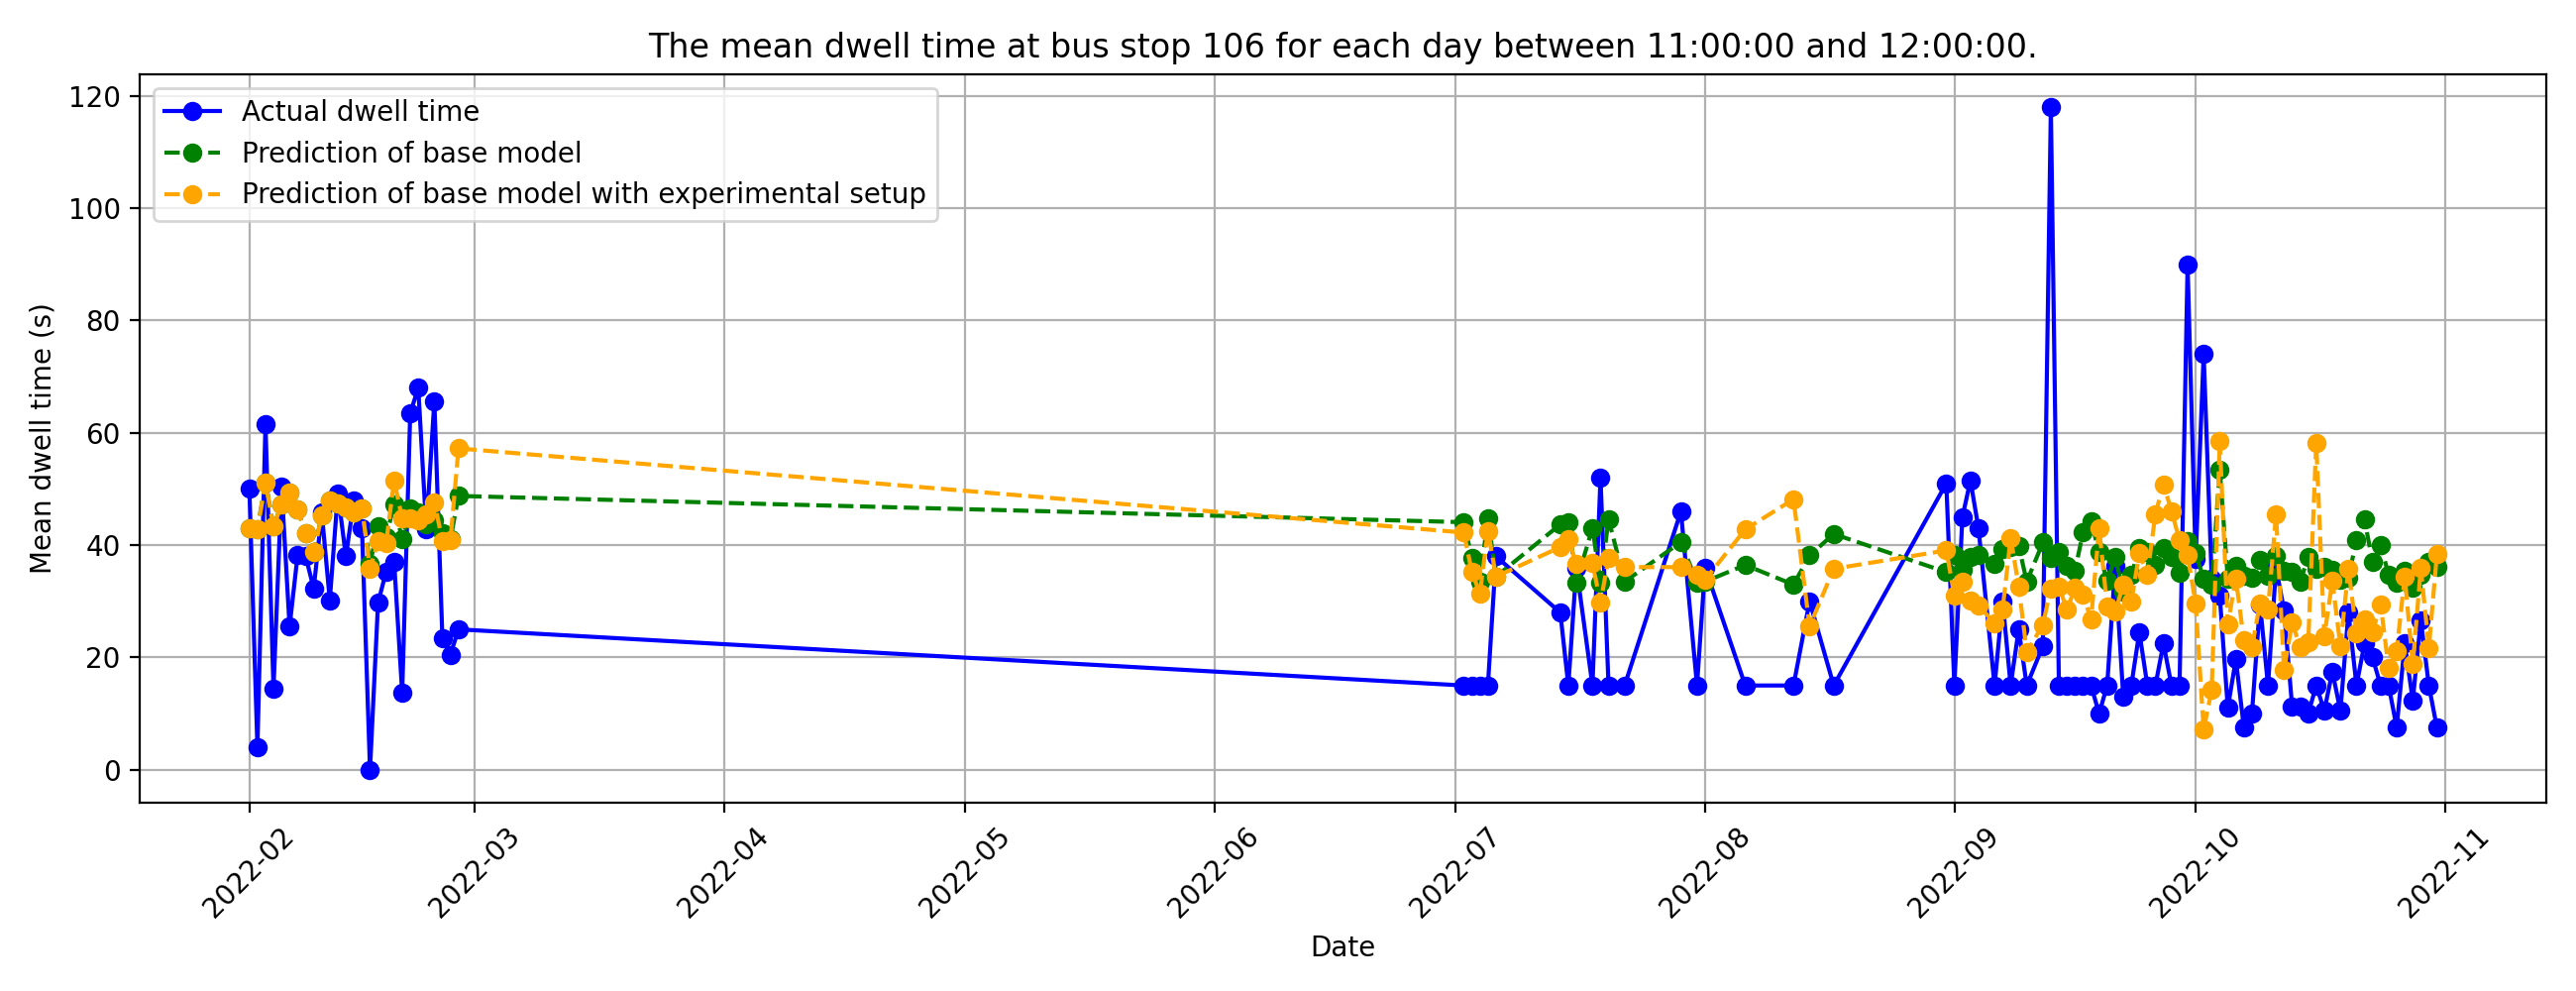 The mean dwell time at bus stop 106 for each day between 11:00:00 and 12:00:00.
Actual dwell time
Prediction of base model
Prediction of base model with experimental setup
Mean dwell time (s)
120
100
80
60
40
20
0
2022-02
2022-03
2022-04
2022-05
2022-06
2022-07
2022-08
2022-09
2022-10
2022-11
Date